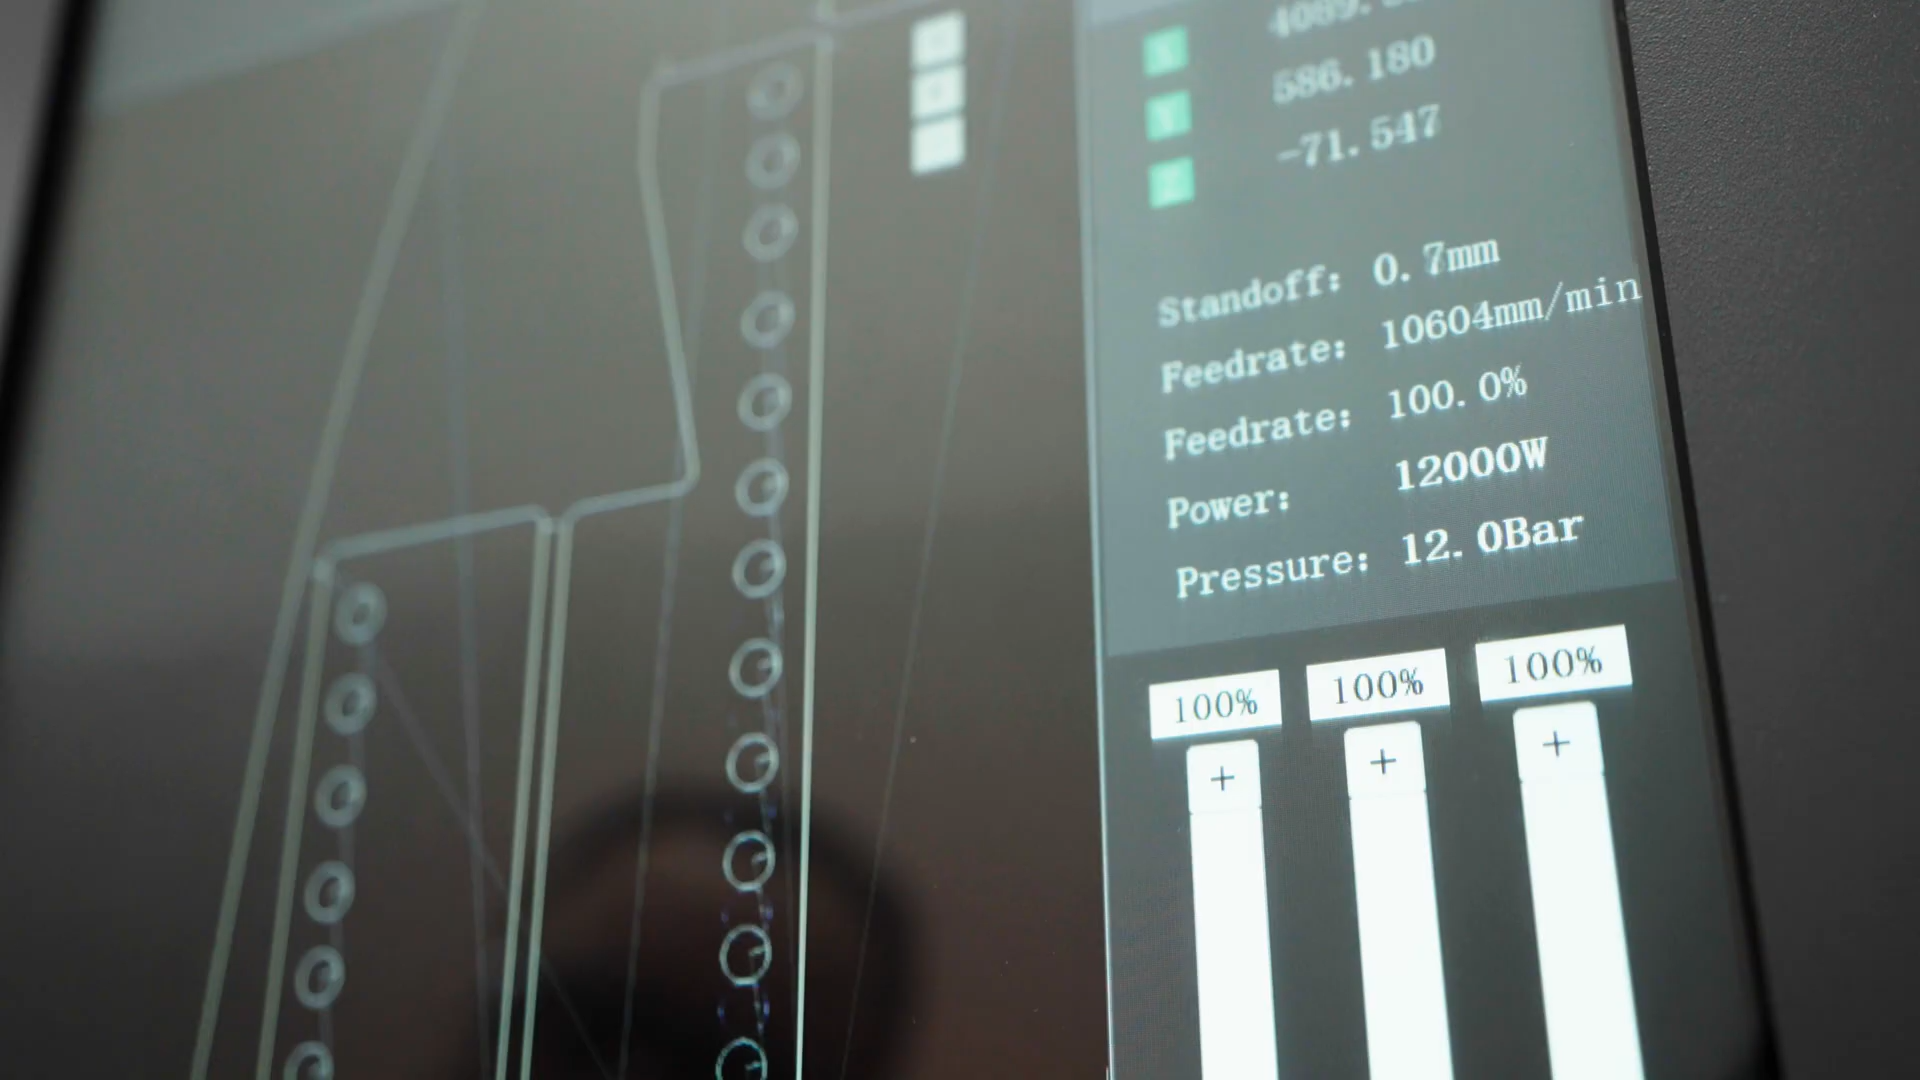 X
586.180
Y
-71.547
Z
Standoff: 0.7mm
Feedrate: 10604mm/min
Feedrate: 100.0%
Power: 12000W
Pressure: 12.0Bar
100% 100% 100%
+ + +